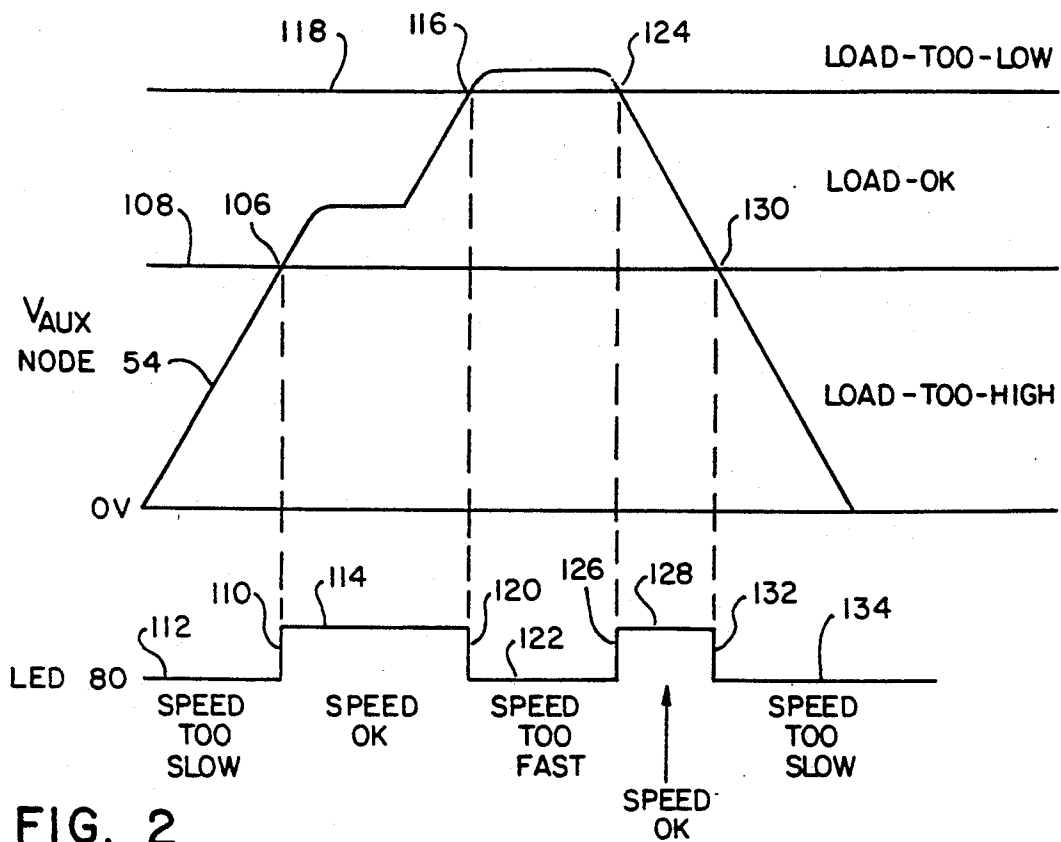 118
116
124
LOAD-TOO-LOW
LOAD-OK
108
106
130
VAUX
NODE 54
LOAD-TOO-HIGH
0V
110
114
120
126
128
132
134
112
122
LED 80
SPEED TOO SLOW
SPEED OK
SPEED TOO FAST
SPEED OK
SPEED TOO SLOW
FIG. 2